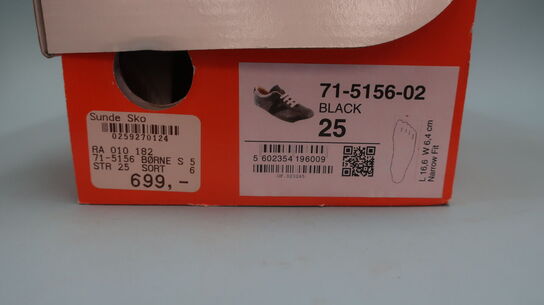 Sunde Sko
0259270124
RA 010 182
71-5156 BØRNE S 5
STR 25 SORT 6
699,-
71-5156-02
BLACK
25
5 602354 196009
L 16,6 W 6,4 cm
Narrow Fit